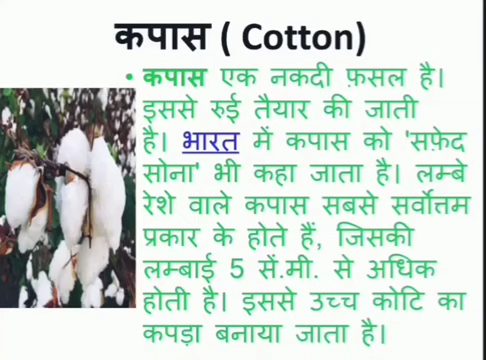 कपास ( Cotton)
• कपास एक नकदी फ़सल है।
इससे रुई तैयार की जाती
है। भारत में कपास को 'सफ़ेद
सोना' भी कहा जाता है। लम्बे
रेशे वाले कपास सबसे सर्वोत्तम
प्रकार के होते हैं, जिसकी
लम्बाई 5 सें.मी. से अधिक
होती है। इससे उच्च कोटि का
कपड़ा बनाया जाता है।